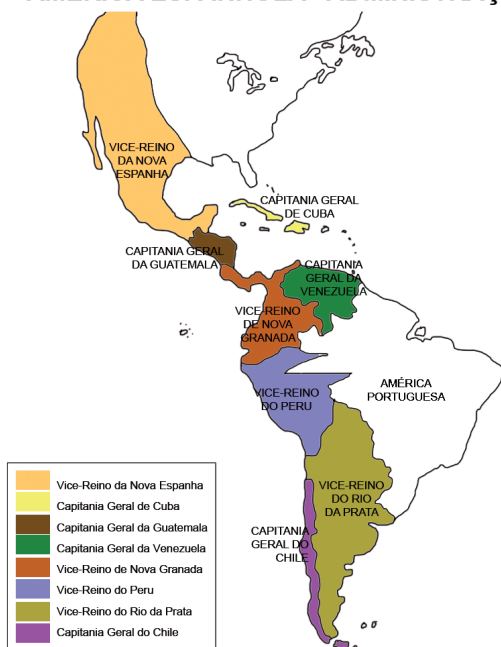 VICE-REINO
DA NOVA
ESPANHA
CAPITANIA GERAL
DE CUBA
CAPITANIA GERAL
DA GUATEMALA
CAPITANIA
GERAL DA
VENEZUELA
VICE-REINO
DE NOVA
GRANADA
AMÉRICA
PORTUGUESA
VICE-REINO
DO PERU
VICE-REINO
DO RIO
DA PRATA
CAPITANIA
GERAL DO
CHILE
Vice-Reino da Nova Espanha
Capitania Geral de Cuba
Capitania Geral da Guatemala
Capitania Geral da Venezuela
Vice-Reino de Nova Granada
Vice-Reino do Peru
Vice-Reino do Rio da Prata
Capitania Geral do Chile